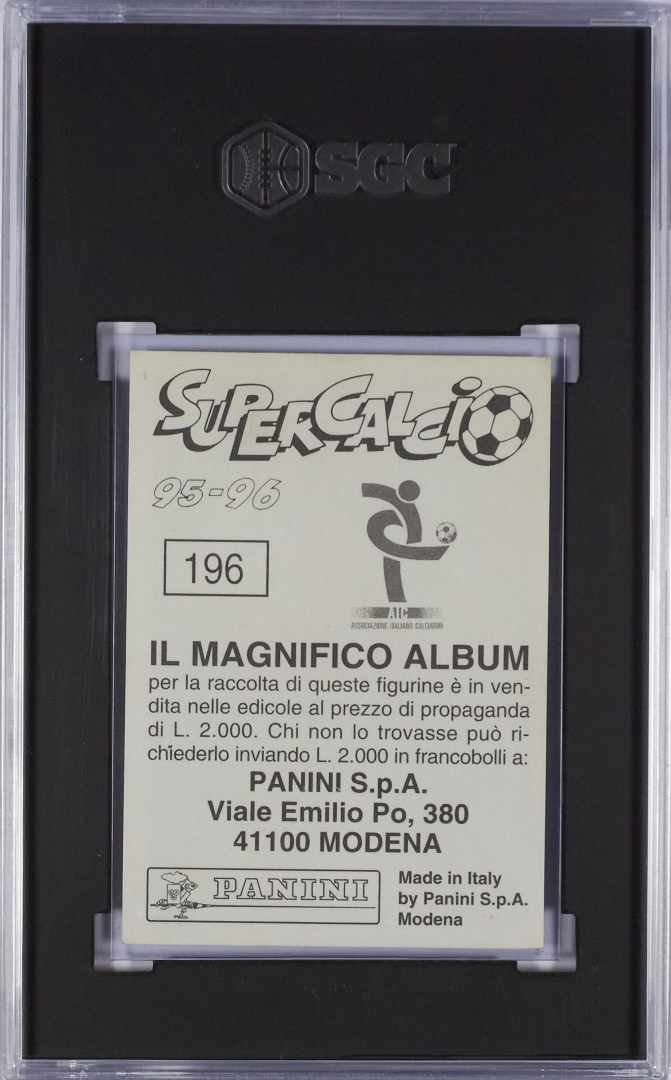 SGC
SUPERCALCIO
95-96
196
AIC
ASSOCIAZIONE ITALIANA CALCIATORI
IL MAGNIFICO ALBUM
per la raccolta di queste figurine è in ven-
dita nelle edicole al prezzo di propaganda
di L. 2.000. Chi non lo trovasse può ri-
chiederlo inviando L. 2.000 in francobolli a:
PANINI S.p.A.
Viale Emilio Po, 380
41100 MODENA
PANINI
Made in Italy
by Panini S.p.A.
Modena